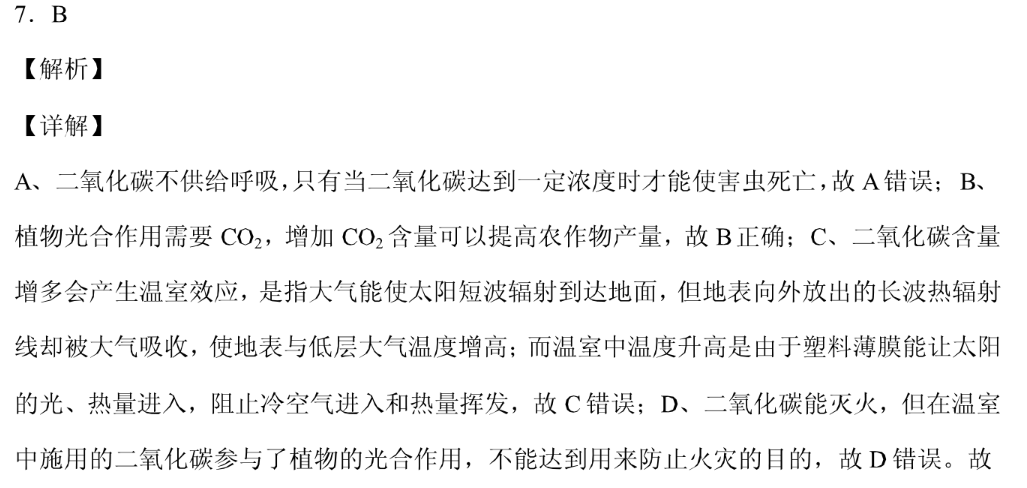 7．B
【解析】
【详解】
A、二氧化碳不供给呼吸，只有当二氧化碳达到一定浓度时才能使害虫死亡，故 A 错误；B、
植物光合作用需要 CO₂，增加 CO₂ 含量可以提高农作物产量，故 B 正确；C、二氧化碳含量
增多会产生温室效应，是指大气能使太阳短波辐射到达地面，但地表向外放出的长波热辐射
线却被大气吸收，使地表与低层大气温度增高；而温室中温度升高是由于塑料薄膜能让太阳
的光、热量进入，阻止冷空气进入和热量挥发，故 C 错误；D、二氧化碳能灭火，但在温室
中施用的二氧化碳参与了植物的光合作用，不能达到用来防止火灾的目的，故 D 错误。故